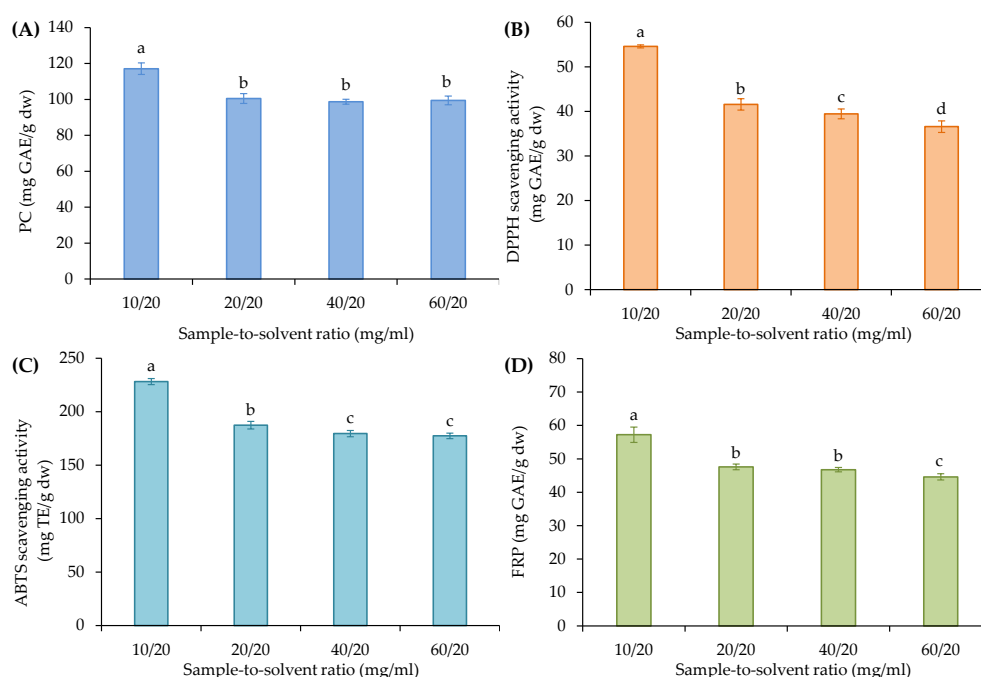 (A)
PC (mg GAE/g dw)
140
120
100
80
60
40
20
0
a
b
b
b
10/20
20/20
40/20
60/20
Sample-to-solvent ratio (mg/ml)
(B)
DPPH scavenging activity
(mg GAE/g dw)
60
50
40
30
20
10
0
a
b
c
d
10/20
20/20
40/20
60/20
Sample-to-solvent ratio (mg/ml)
(C)
ABTS scavenging activity
(mg TE/g dw)
250
200
150
100
50
0
a
b
c
c
10/20
20/20
40/20
60/20
Sample-to-solvent ratio (mg/ml)
(D)
FRP (mg GAE/g dw)
80
70
60
50
40
30
20
10
0
a
b
b
c
10/20
20/20
40/20
60/20
Sample-to-solvent ratio (mg/ml)